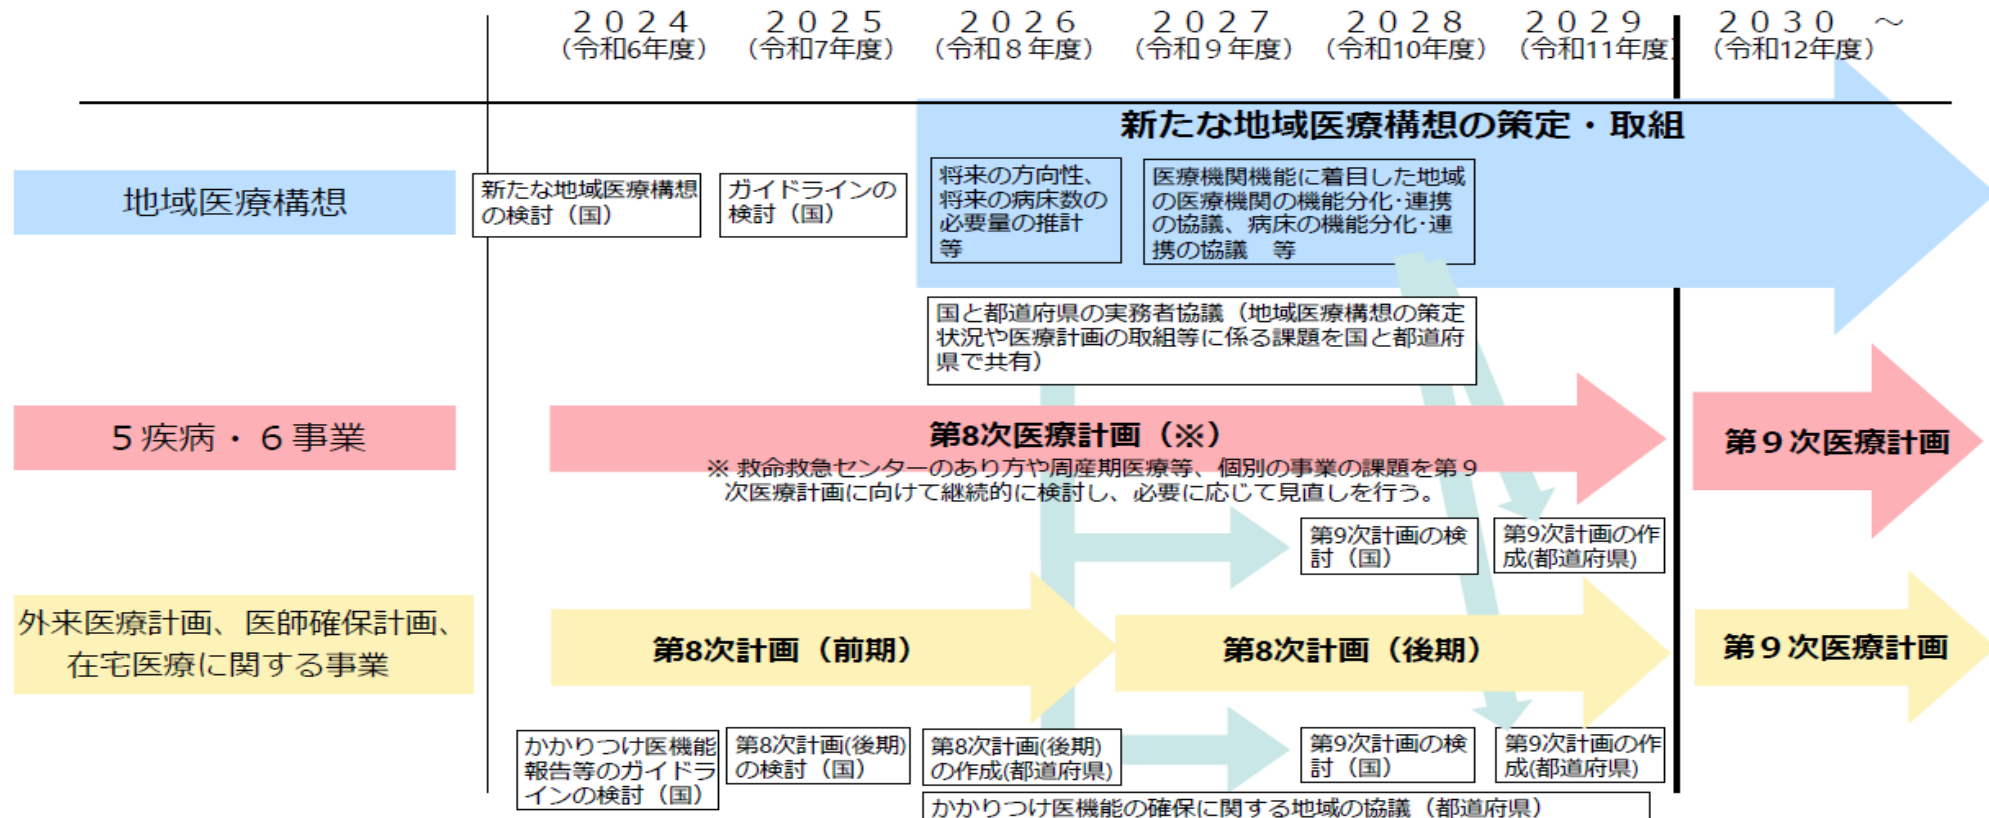 ２０２４
（令和6年度）
２０２５
（令和7年度）
２０２６
（令和８年度）
２０２７
（令和９年度）
２０２８
（令和10年度）
２０２９
（令和11年度）
２０３０　～
（令和12年度）
新たな地域医療構想の策定・取組
地域医療構想
新たな地域医療構想
の検討（国）
ガイドラインの
検討（国）
将来の方向性、
将来の病床数の
必要量の推計
等
医療機関機能に着目した地域
の医療機関の機能分化･連携
の協議、病床の機能分化･連
携の協議　等
国と都道府県の実務者協議（地域医療構想の策定
状況や医療計画の取組等に係る課題を国と都道府
県で共有）
５疾病・６事業
第8次医療計画（※）
※ 救命救急センターのあり方や周産期医療等、個別の事業の課題を第９
次医療計画に向けて継続的に検討し、必要に応じて見直しを行う。
第９次医療計画
第9次計画の検
討（国）
第9次計画の作
成(都道府県)
外来医療計画、医師確保計画、
在宅医療に関する事業
第8次計画（前期）
第8次計画（後期）
第９次医療計画
かかりつけ医機能
報告等のガイドラ
インの検討（国）
第8次計画(後期)
の検討（国）
第8次計画(後期)
の作成(都道府県)
第9次計画の検
討（国）
第9次計画の作
成(都道府県)
かかりつけ医機能の確保に関する地域の協議（都道府県）